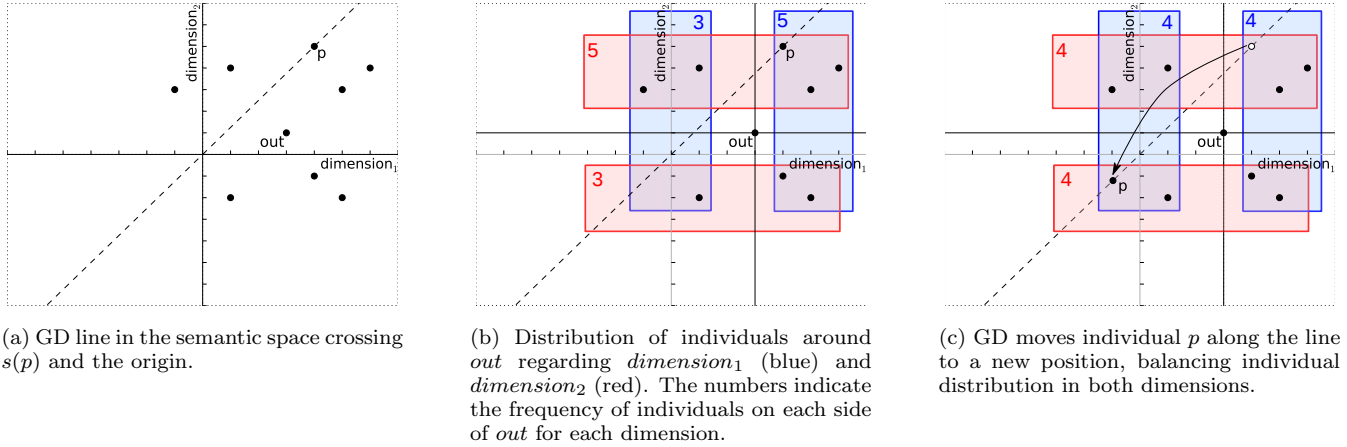 dimension₂
p
out
dimension₁
(a) GD line in the semantic space crossing
s(p) and the origin.
3
5
5
dimension₂
p
out
dimension₁
3
(b) Distribution of individuals around
out regarding dimension₁ (blue) and
dimension₂ (red). The numbers indicate
the frequency of individuals on each side
of out for each dimension.
4
4
4
dimension₂
out
dimension₁
4
p
(c) GD moves individual p along the line
to a new position, balancing individual
distribution in both dimensions.